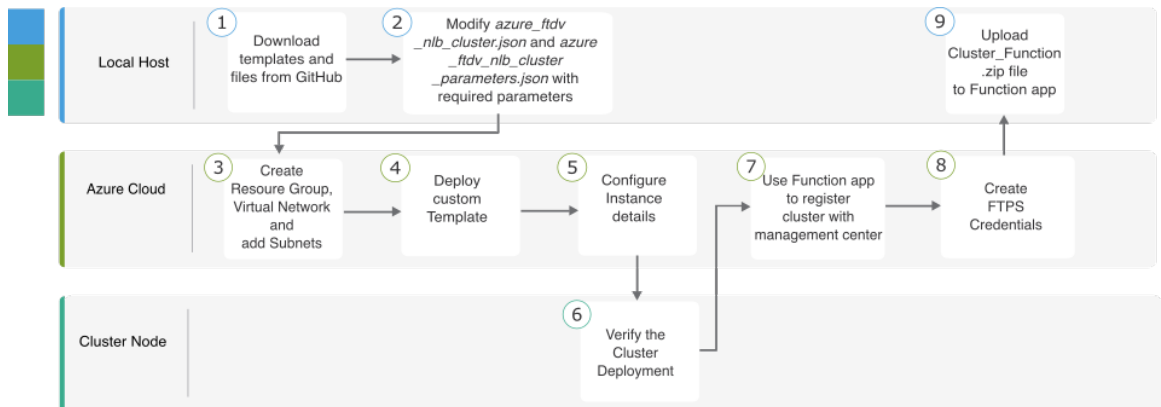 Local Host
1
Download
templates and
files from GitHub
2
Modify azure_ftdv
_nlb_cluster.json and azure
_ftdv_nlb_cluster
_parameters.json with
required parameters
9
Upload
Cluster_Function
.zip file
to Function app
Azure Cloud
3
Create
Resoure Group,
Virtual Network
and
add Subnets
4
Deploy
custom
Template
5
Configure
Instance
details
7
Use Function app
to register
cluster with
management center
8
Create
FTPS
Credentials
Cluster Node
6
Verify the
Cluster
Deployment